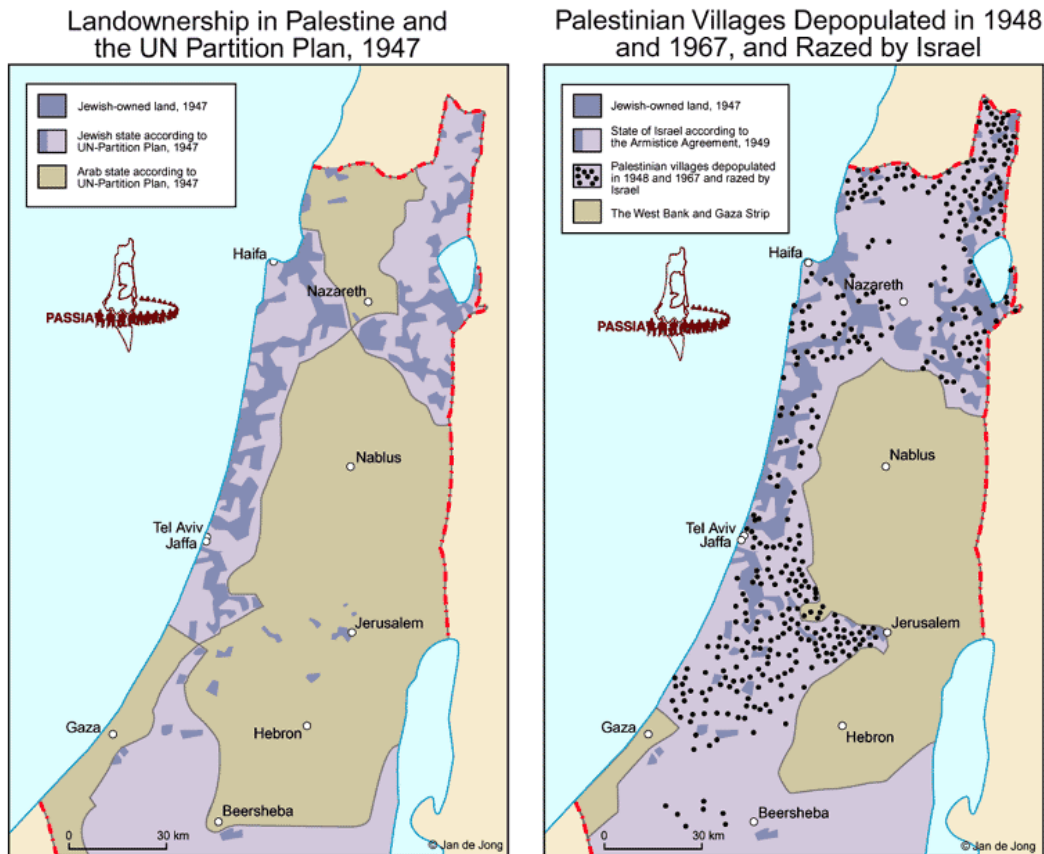 Landownership in Palestine and
the UN Partition Plan, 1947
Jewish-owned land, 1947
Jewish state according to
UN-Partition Plan, 1947
Arab state according to
UN-Partition Plan, 1947
Haifa
Nazareth
PASSIA
Nablus
Tel Aviv
Jaffa
Jerusalem
Gaza
Hebron
Beersheba
0
30 km
© Jan de Jong
Palestinian Villages Depopulated in 1948
and 1967, and Razed by Israel
Jewish-owned land, 1947
State of Israel according to
the Armistice Agreement, 1949
Palestinian villages depopulated
in 1948 and 1967 and razed by
Israel
The West Bank and Gaza Strip
Haifa
Nazareth
PASSIA
Nablus
Tel Aviv
Jaffa
Jerusalem
Gaza
Hebron
Beersheba
0
30 km
© Jan de Jong